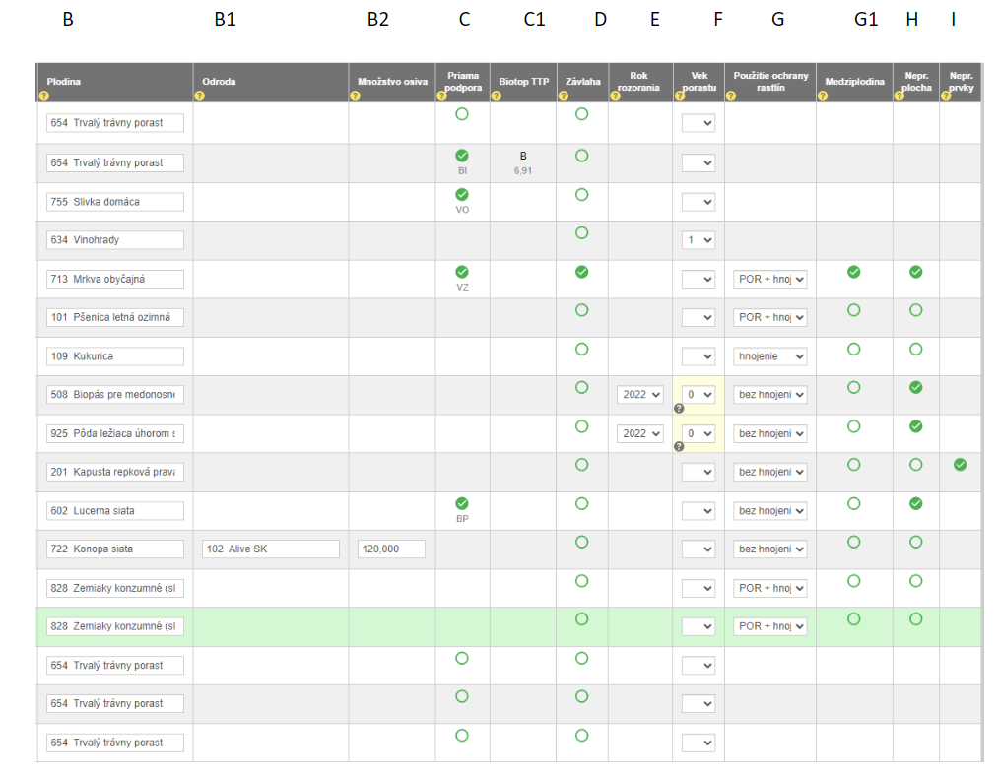 B B1 B2 C C1 D E F G G1 H I
Plodina Odroda Množstvo osiva Priama podpora Biotop TTP Závlaha Rok rozorania Vek porastu Použitie ochrany rastlín Medziplodina Nepr. plocha Nepr. prvky
? ? ? ? ? ? ? ? ? ? ? ?
654 Trvalý trávny porast
654 Trvalý trávny porast BI B 6,91
755 Slivka domáca VO
634 Vinohrady 1
713 Mrkva obyčajná VZ POR + hnoj
101 Pšenica letná ozimná POR + hnoj
109 Kukurica hnojenie
508 Biopás pre medonosn 2022 0 ? bez hnojeni
925 Pôda ležiaca úhorom s 2022 0 ? bez hnojeni
201 Kapusta repková prav bez hnojeni
602 Lucerna siata BP bez hnojeni
722 Konopa siata 102 Alive SK 120,000 bez hnojeni
828 Zemiaky konzumné (sl POR + hnoj
828 Zemiaky konzumné (sl POR + hnoj
654 Trvalý trávny porast
654 Trvalý trávny porast
654 Trvalý trávny porast